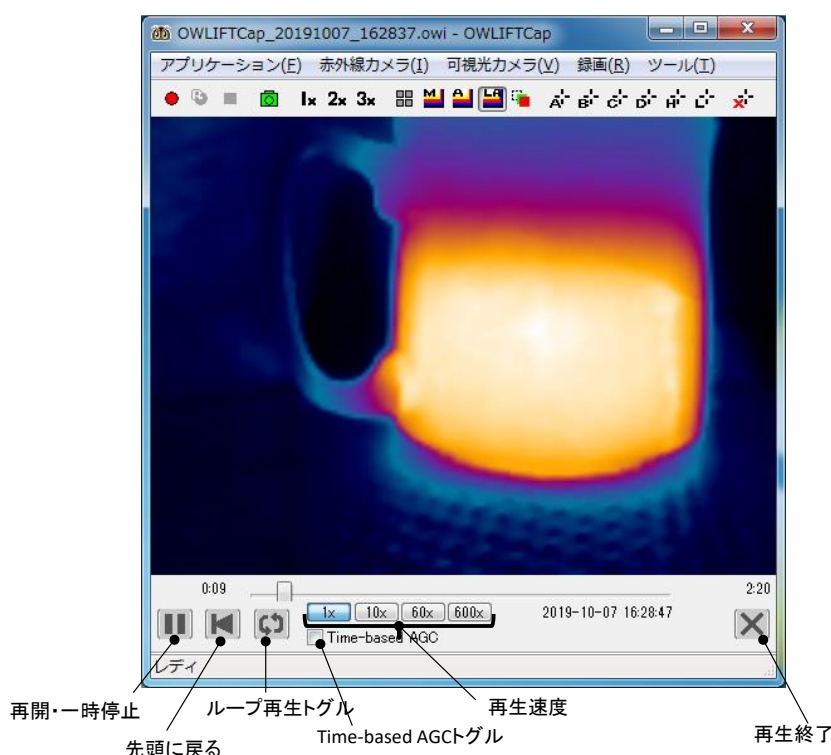 OWLIFTCap_20191007_162837.owi - OWLIFTCap
アプリケーション(F) 赤外線カメラ(I) 可視光カメラ(V) 録画(R) ツール(T)
1x 2x 3x M A LA A B C D H L x
0:09 2:20
1x 10x 60x 600x 2019-10-07 16:28:47
Time-based AGC
レディ
再開・一時停止 ループ再生トグル 再生速度 再生終了
先頭に戻る Time-based AGCトグル